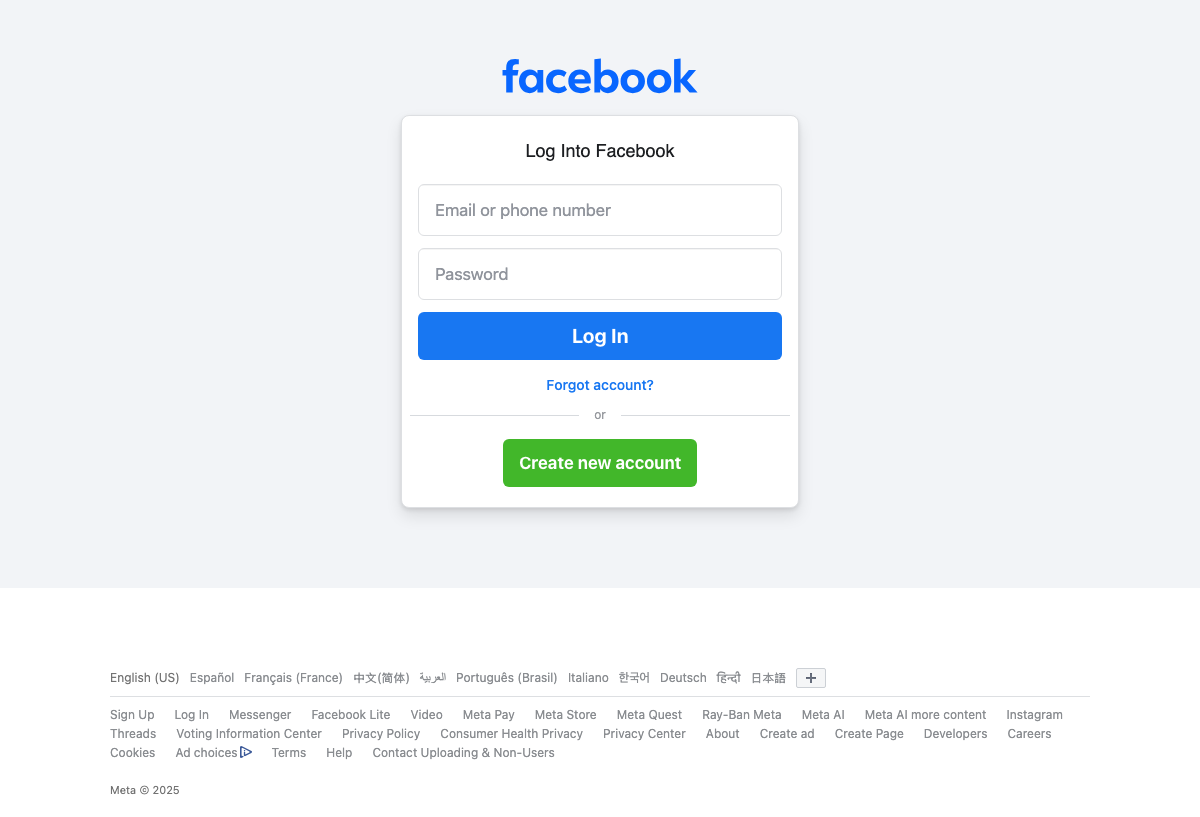 facebook
Log Into Facebook
Email or phone number
Password
Log In
Forgot account?
or
Create new account
English (US) Español Français (France) 中文(简体) العربية Português (Brasil) Italiano 한국어 Deutsch हिन्दी 日本語 +
Sign Up Log In Messenger Facebook Lite Video Meta Pay Meta Store Meta Quest Ray-Ban Meta Meta AI Meta AI more content Instagram
Threads Voting Information Center Privacy Policy Consumer Health Privacy Privacy Center About Create ad Create Page Developers Careers
Cookies Ad choices Terms Help Contact Uploading & Non-Users
Meta © 2025